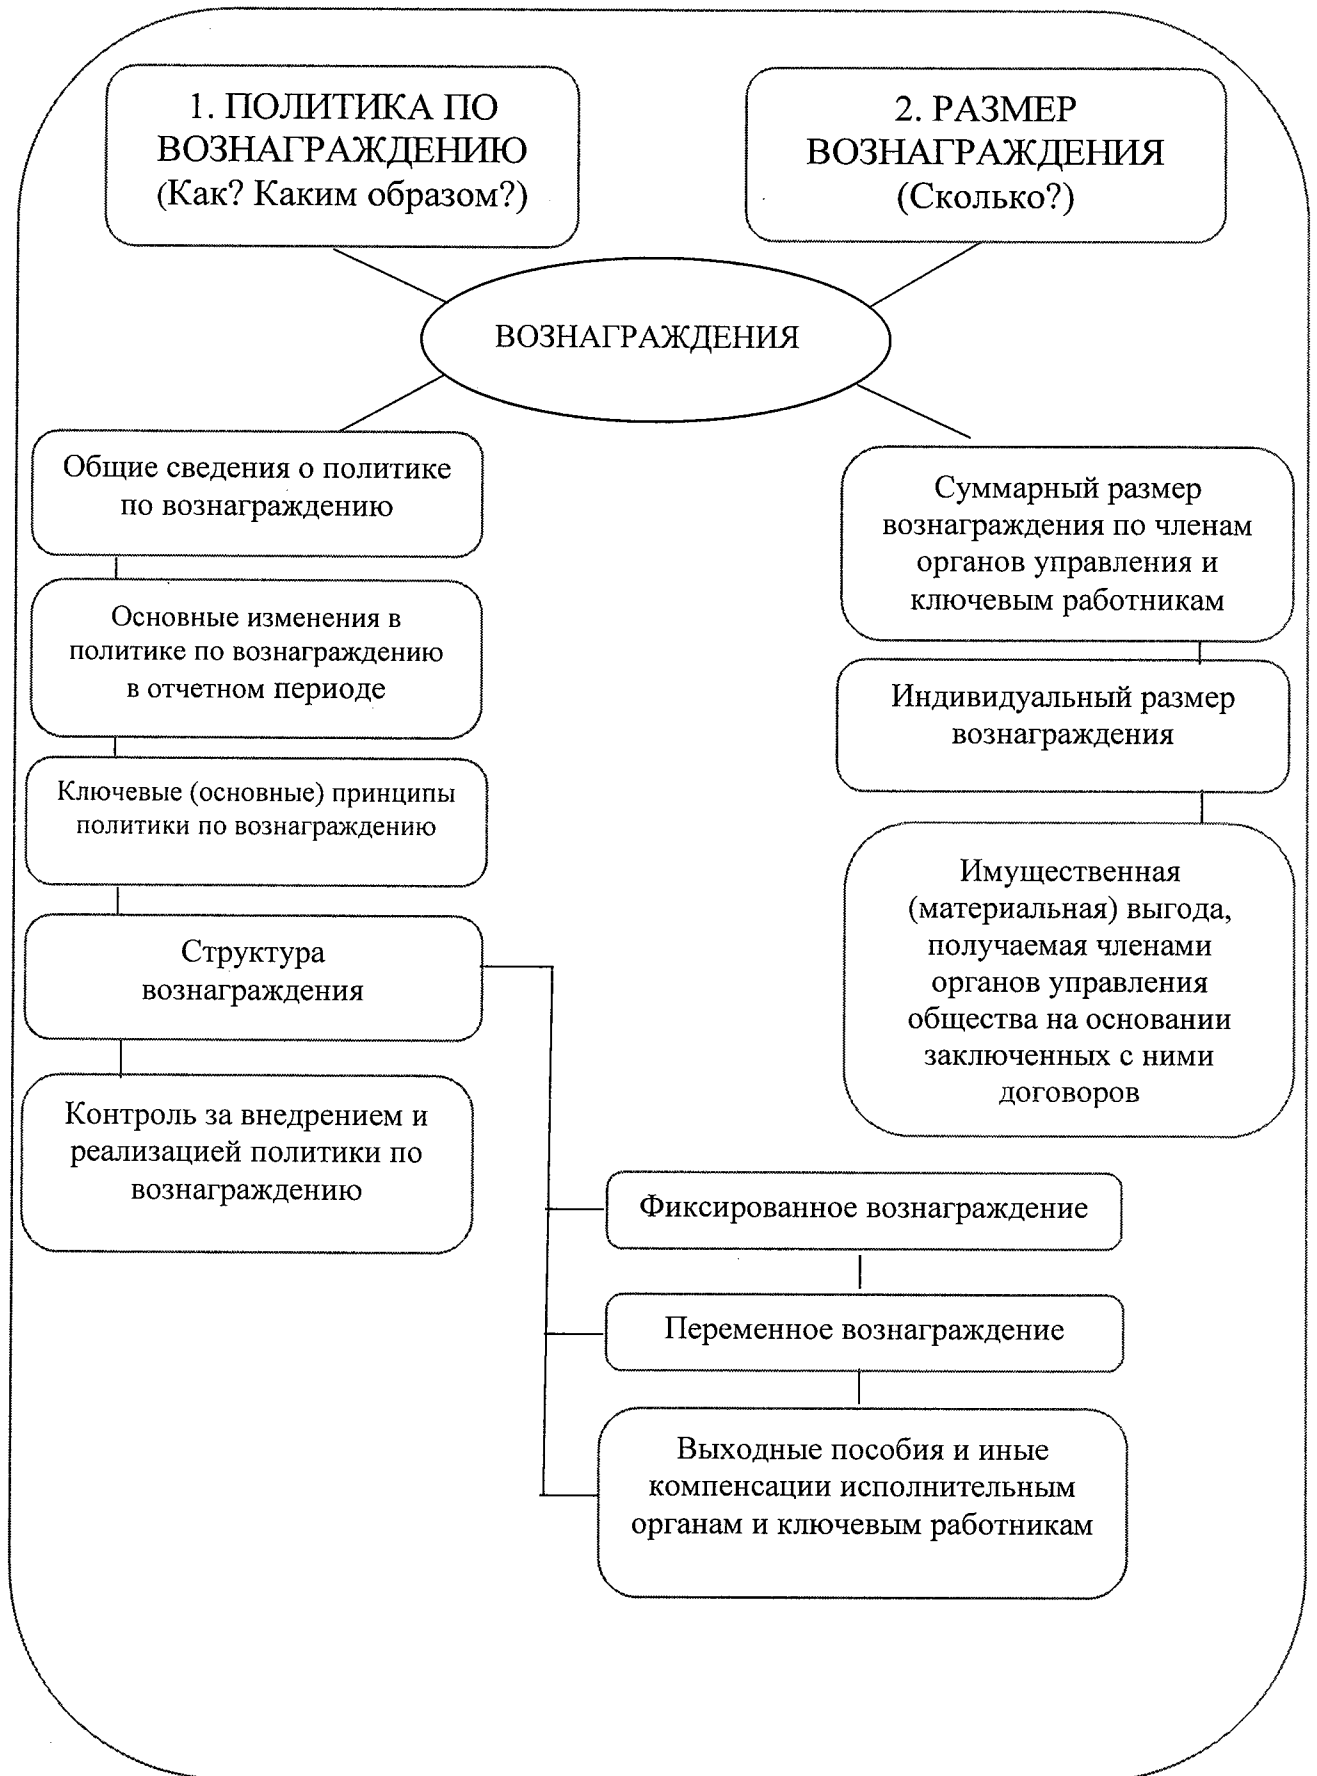 1. ПОЛИТИКА ПО
ВОЗНАГРАЖДЕНИЮ
(Как? Каким образом?)
2. РАЗМЕР
ВОЗНАГРАЖДЕНИЯ
(Сколько?)
ВОЗНАГРАЖДЕНИЯ
Общие сведения о политике
по вознаграждению
Основные изменения в
политике по вознаграждению
в отчетном периоде
Ключевые (основные) принципы
политики по вознаграждению
Структура
вознаграждения
Контроль за внедрением и
реализацией политики по
вознаграждению
Суммарный размер
вознаграждения по членам
органов управления и
ключевым работникам
Индивидуальный размер
вознаграждения
Имущественная
(материальная) выгода,
получаемая членами
органов управления
общества на основании
заключенных с ними
договоров
Фиксированное вознаграждение
Переменное вознаграждение
Выходные пособия и иные
компенсации исполнительным
органам и ключевым работникам